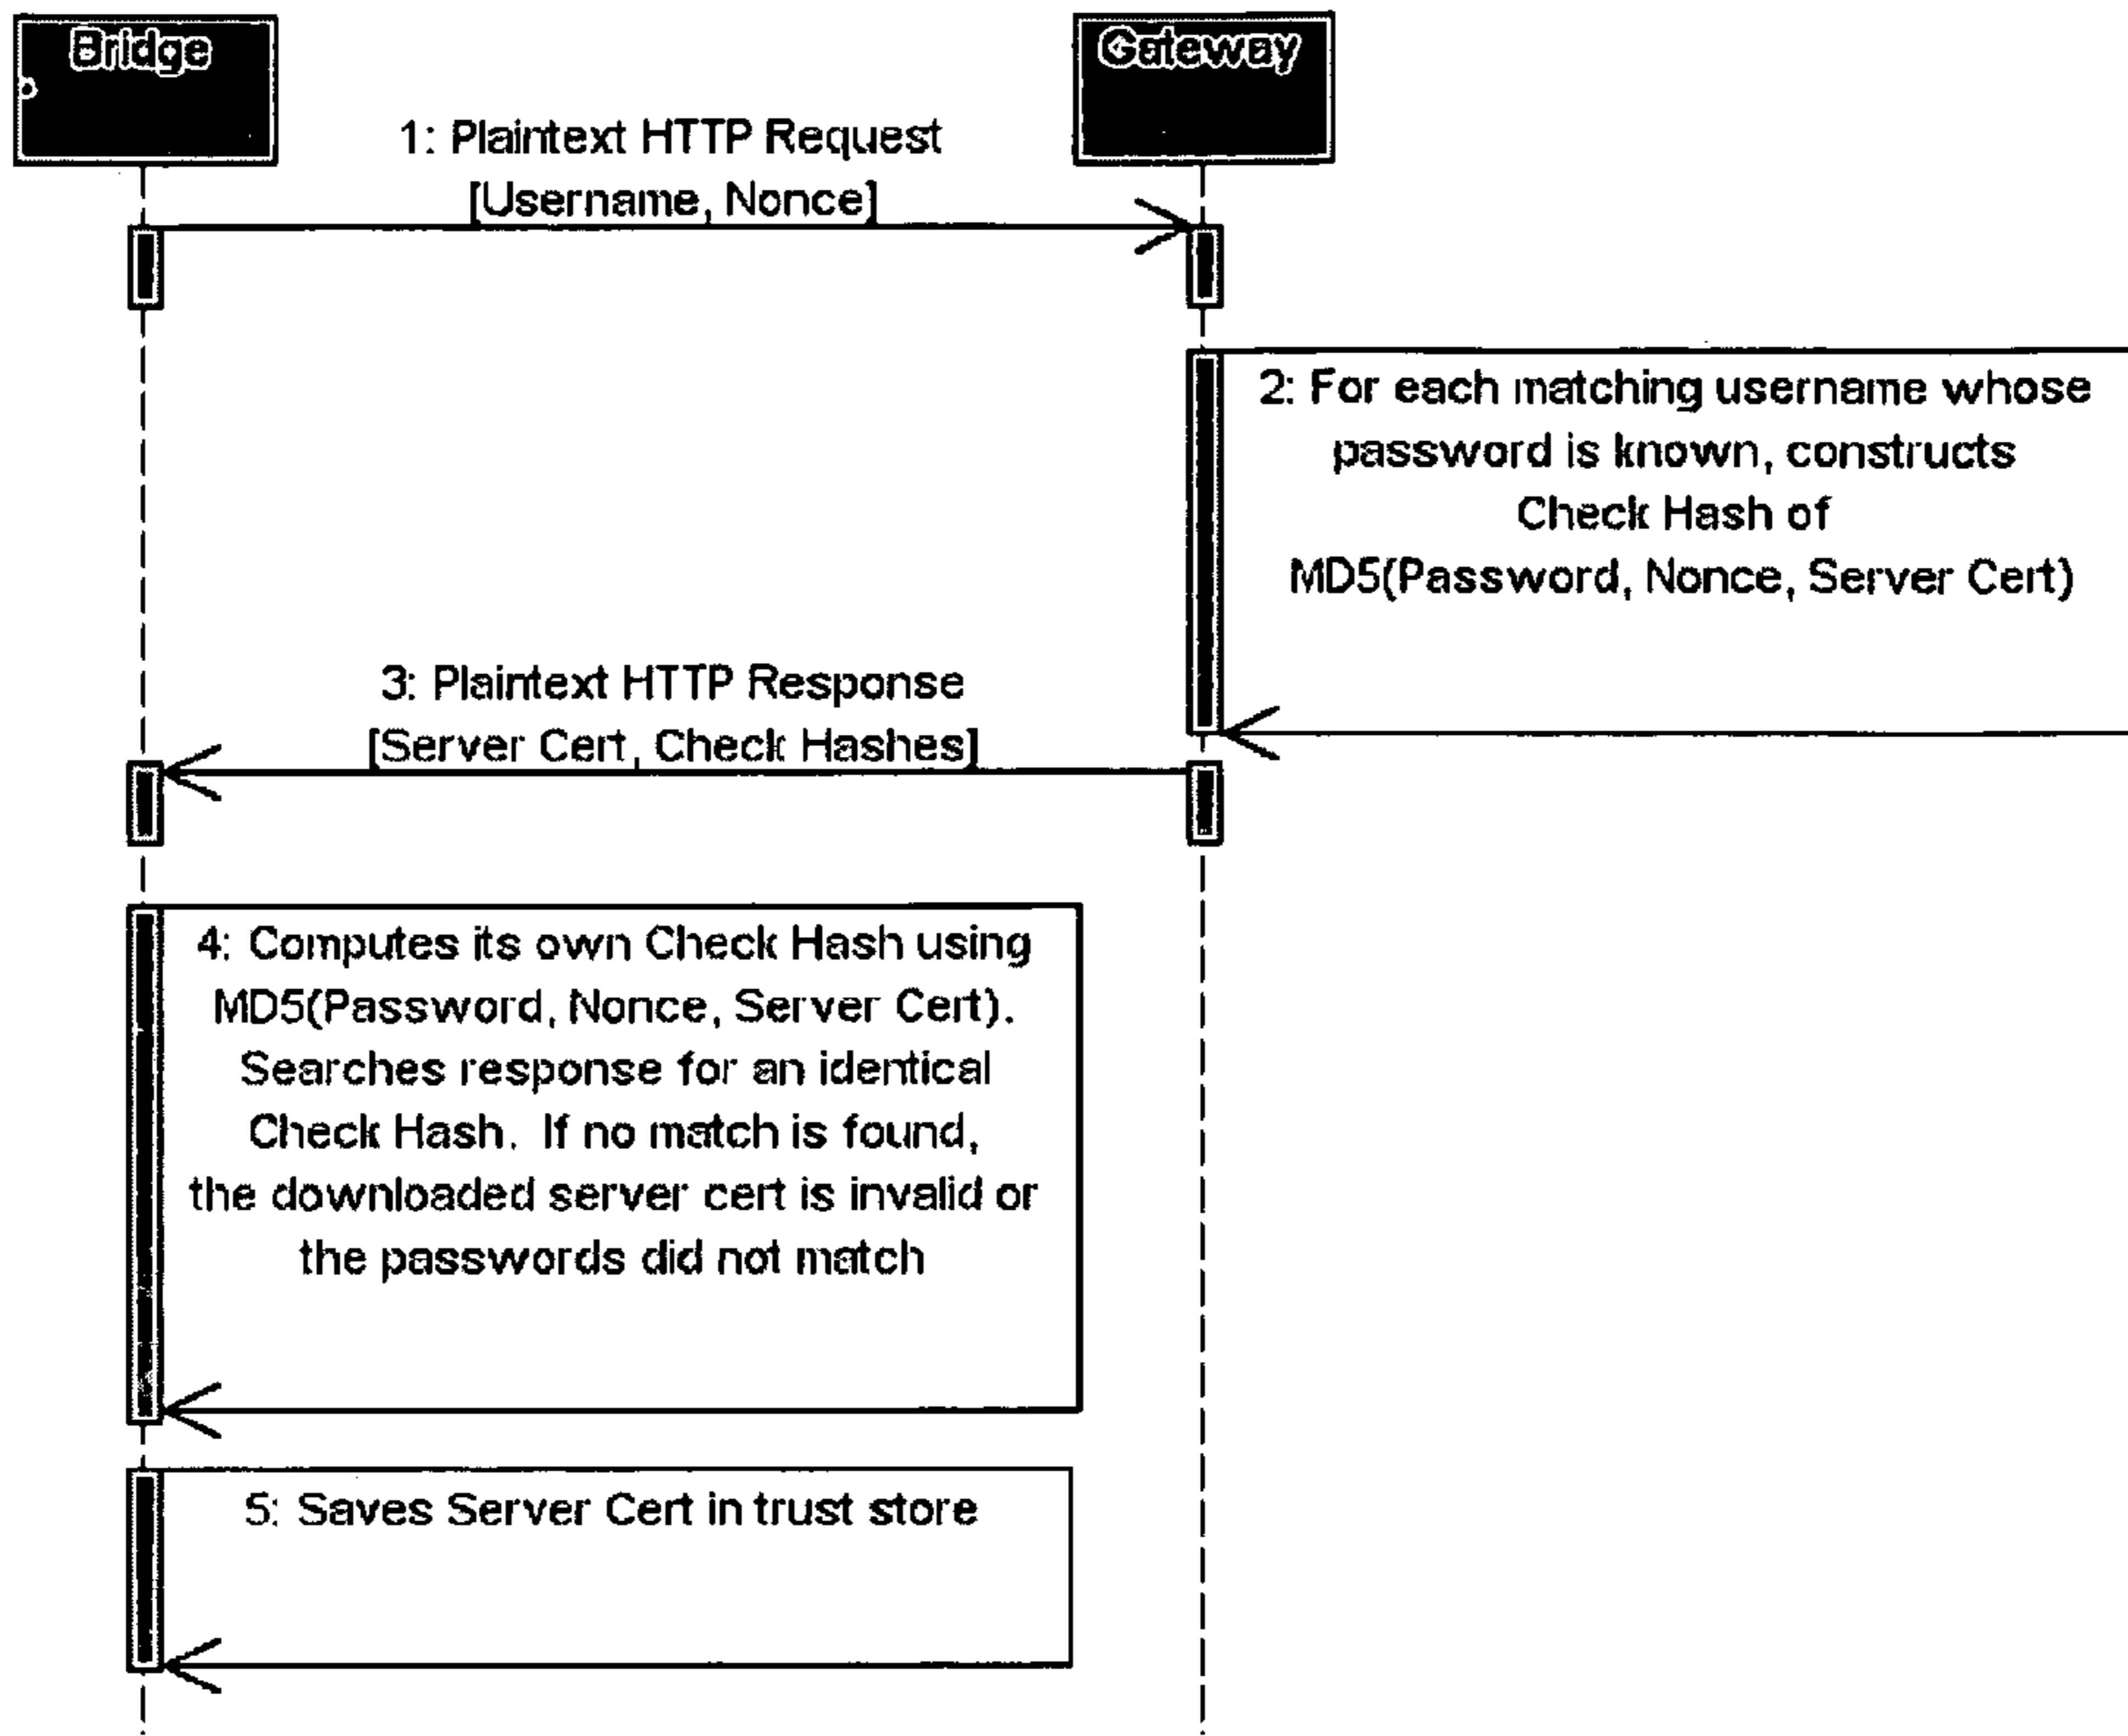 Bridge
Gateway
1: Plaintext HTTP Request
[Username, Nonce]
2: For each matching username whose
password is known, constructs
Check Hash of
MD5(Password, Nonce, Server Cert)
3: Plaintext HTTP Response
[Server Cert, Check Hashes]
4: Computes its own Check Hash using
MD5(Password, Nonce, Server Cert).
Searches response for an identical
Check Hash. If no match is found,
the downloaded server cert is invalid or
the passwords did not match
5: Saves Server Cert in trust store